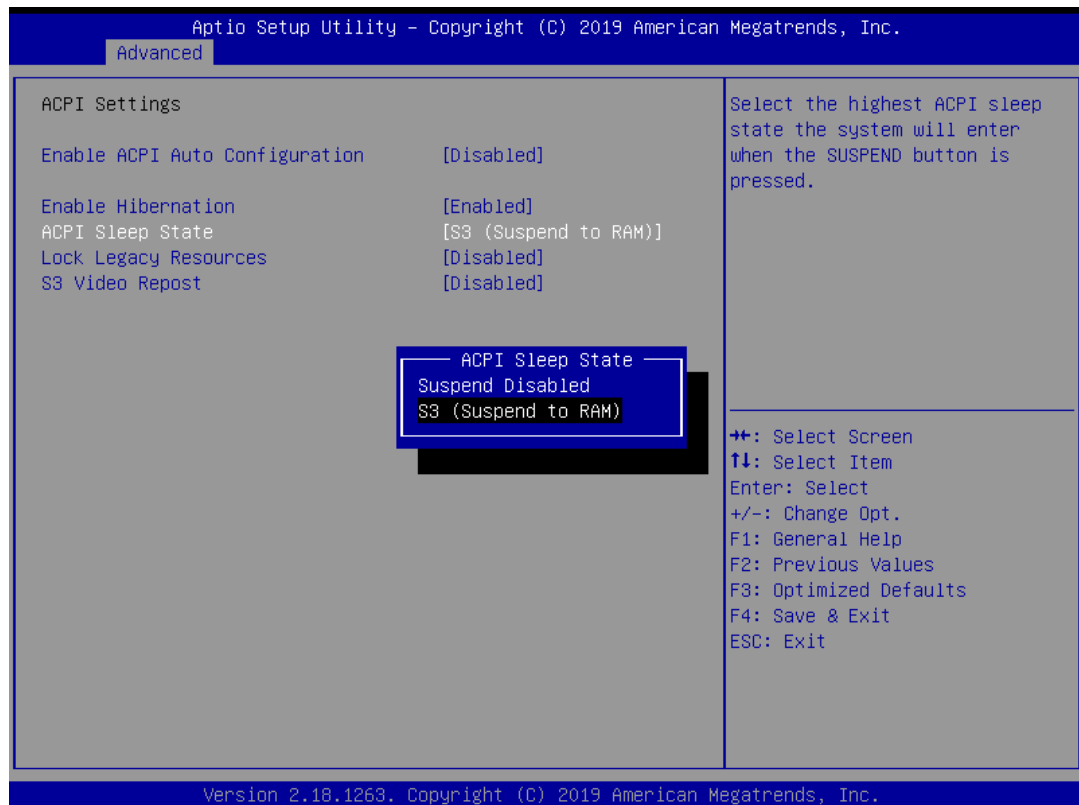 Aptio Setup Utility – Copyright (C) 2019 American Megatrends, Inc.
Advanced
ACPI Settings
Enable ACPI Auto Configuration [Disabled]
Enable Hibernation [Enabled]
ACPI Sleep State [S3 (Suspend to RAM)]
Lock Legacy Resources [Disabled]
S3 Video Repost [Disabled]
ACPI Sleep State
Suspend Disabled
S3 (Suspend to RAM)
Select the highest ACPI sleep
state the system will enter
when the SUSPEND button is
pressed.
→←: Select Screen
↑↓: Select Item
Enter: Select
+/-: Change Opt.
F1: General Help
F2: Previous Values
F3: Optimized Defaults
F4: Save & Exit
ESC: Exit
Version 2.18.1263. Copyright (C) 2019 American Megatrends, Inc.